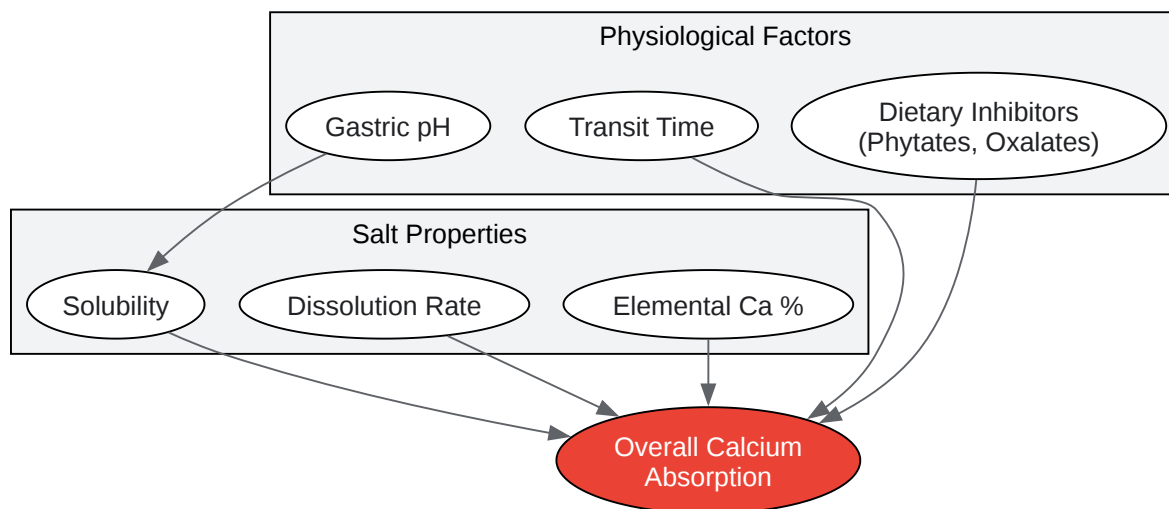 Physiological Factors
Gastric pH
Transit Time
Dietary Inhibitors
(Phytates, Oxalates)
Salt Properties
Solubility
Dissolution Rate
Elemental Ca %
Overall Calcium
Absorption